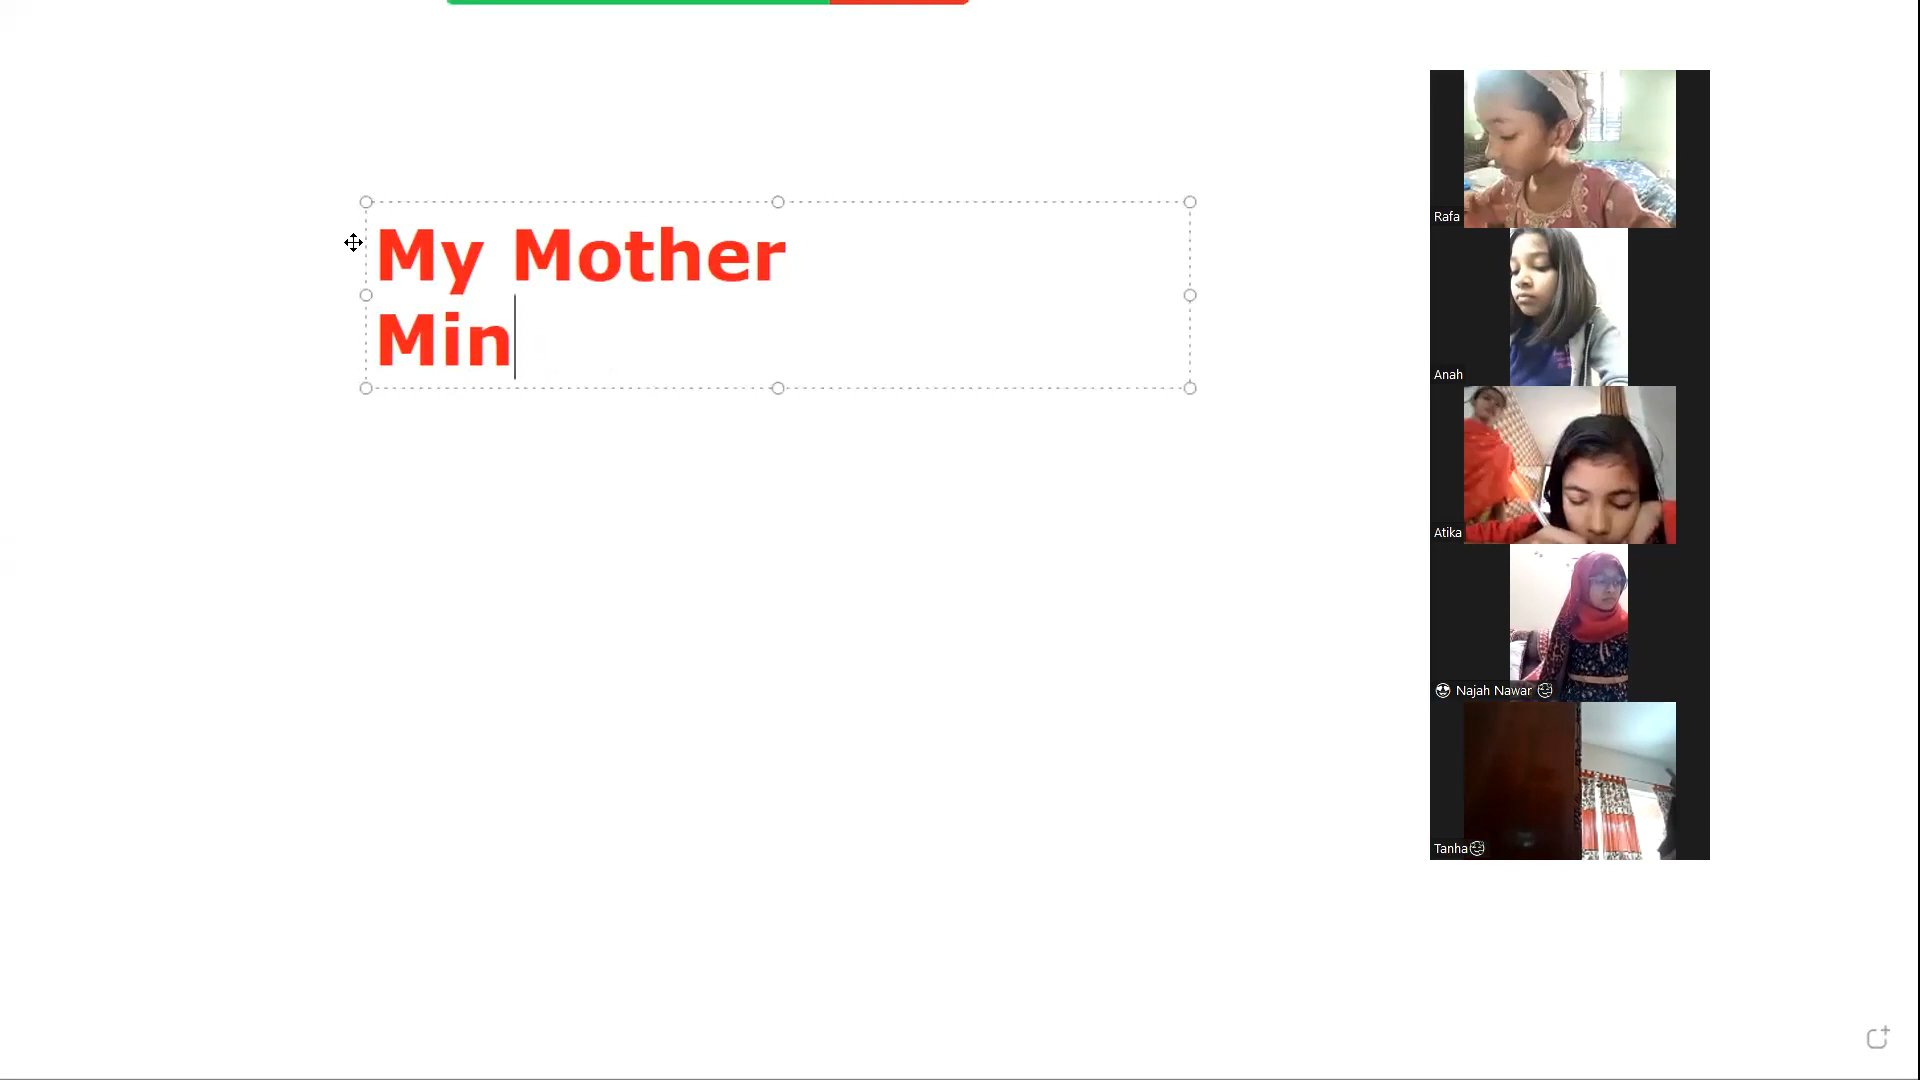 My Mother
Min
Rafa
Anah
Atika
Najah Nawar
Tanha